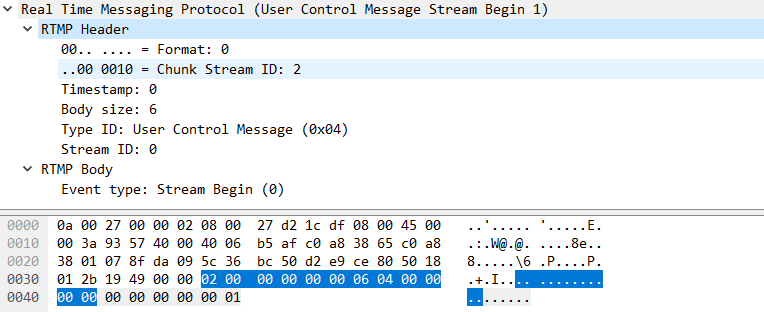 Real Time Messaging Protocol (User Control Message Stream Begin 1)
RTMP Header
00.. .... = Format: 0
..00 0010 = Chunk Stream ID: 2
Timestamp: 0
Body size: 6
Type ID: User Control Message (0x04)
Stream ID: 0
RTMP Body
Event type: Stream Begin (0)
0000 0a 00 27 00 00 02 08 00 27 d2 1c df 08 00 45 00 ..'..... '.....E.
0010 00 3a 93 57 40 00 40 06 b5 af c0 a8 38 65 c0 a8 .:.W@.@. ....8e..
0020 38 01 07 8f da 09 5c 36 bc 50 d2 e9 ce 80 50 18 8.....\6 .P....P.
0030 01 2b 19 49 00 00 02 00 00 00 00 00 06 04 00 00 .+.I.... ........
0040 00 00 00 00 00 00 00 01 ........